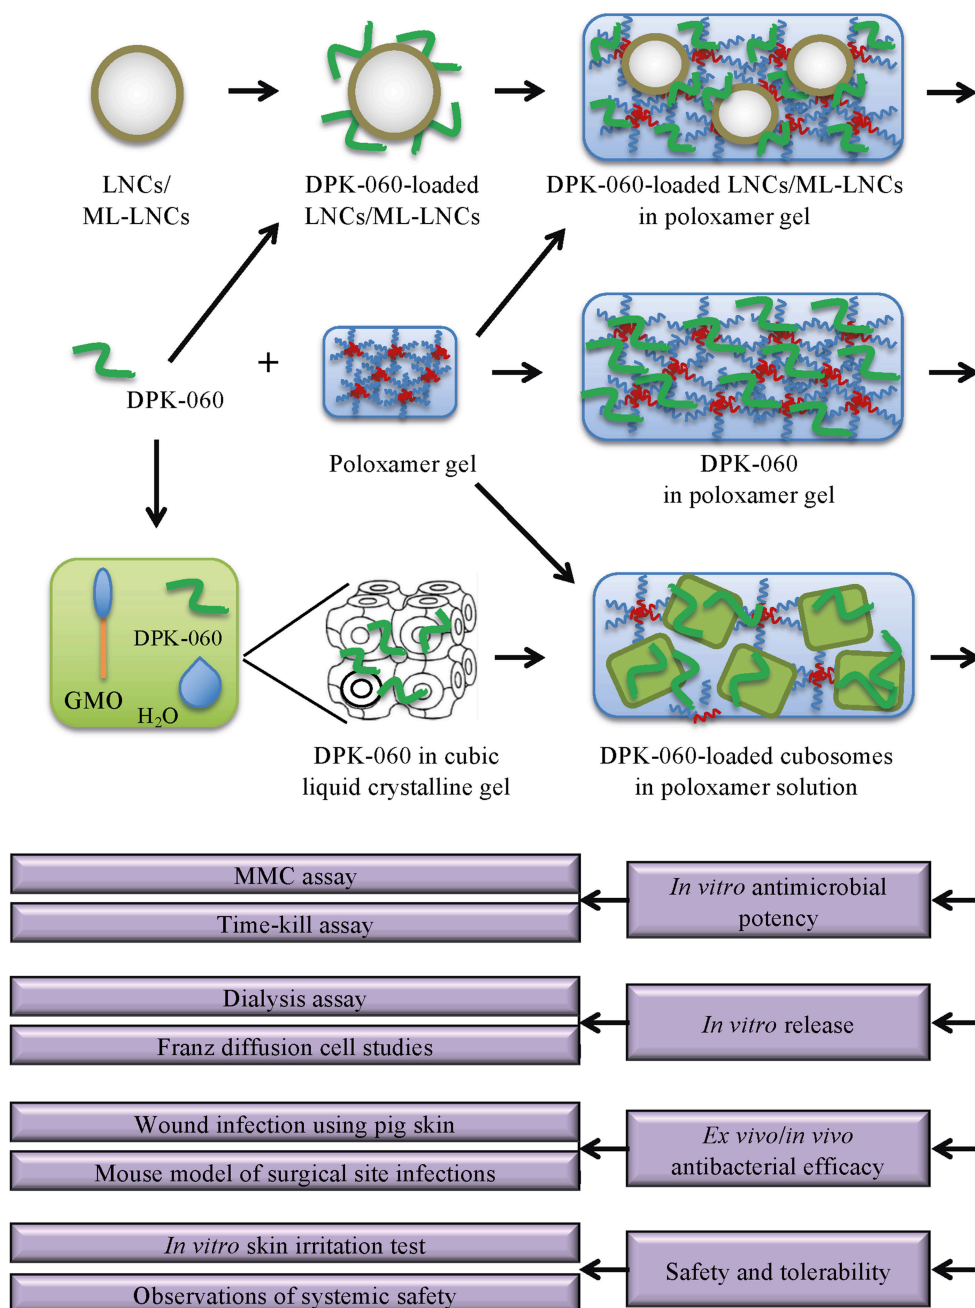 LNCs/
ML-LNCs
DPK-060-loaded
LNCs/ML-LNCs
DPK-060-loaded LNCs/ML-LNCs
in poloxamer gel
DPK-060
+
Poloxamer gel
DPK-060
in poloxamer gel
GMO
DPK-060
H₂O
DPK-060 in cubic
liquid crystalline gel
DPK-060-loaded cubosomes
in poloxamer solution
MMC assay
Time-kill assay
In vitro antimicrobial
potency
Dialysis assay
Franz diffusion cell studies
In vitro release
Wound infection using pig skin
Mouse model of surgical site infections
Ex vivo/in vivo
antibacterial efficacy
In vitro skin irritation test
Observations of systemic safety
Safety and tolerability